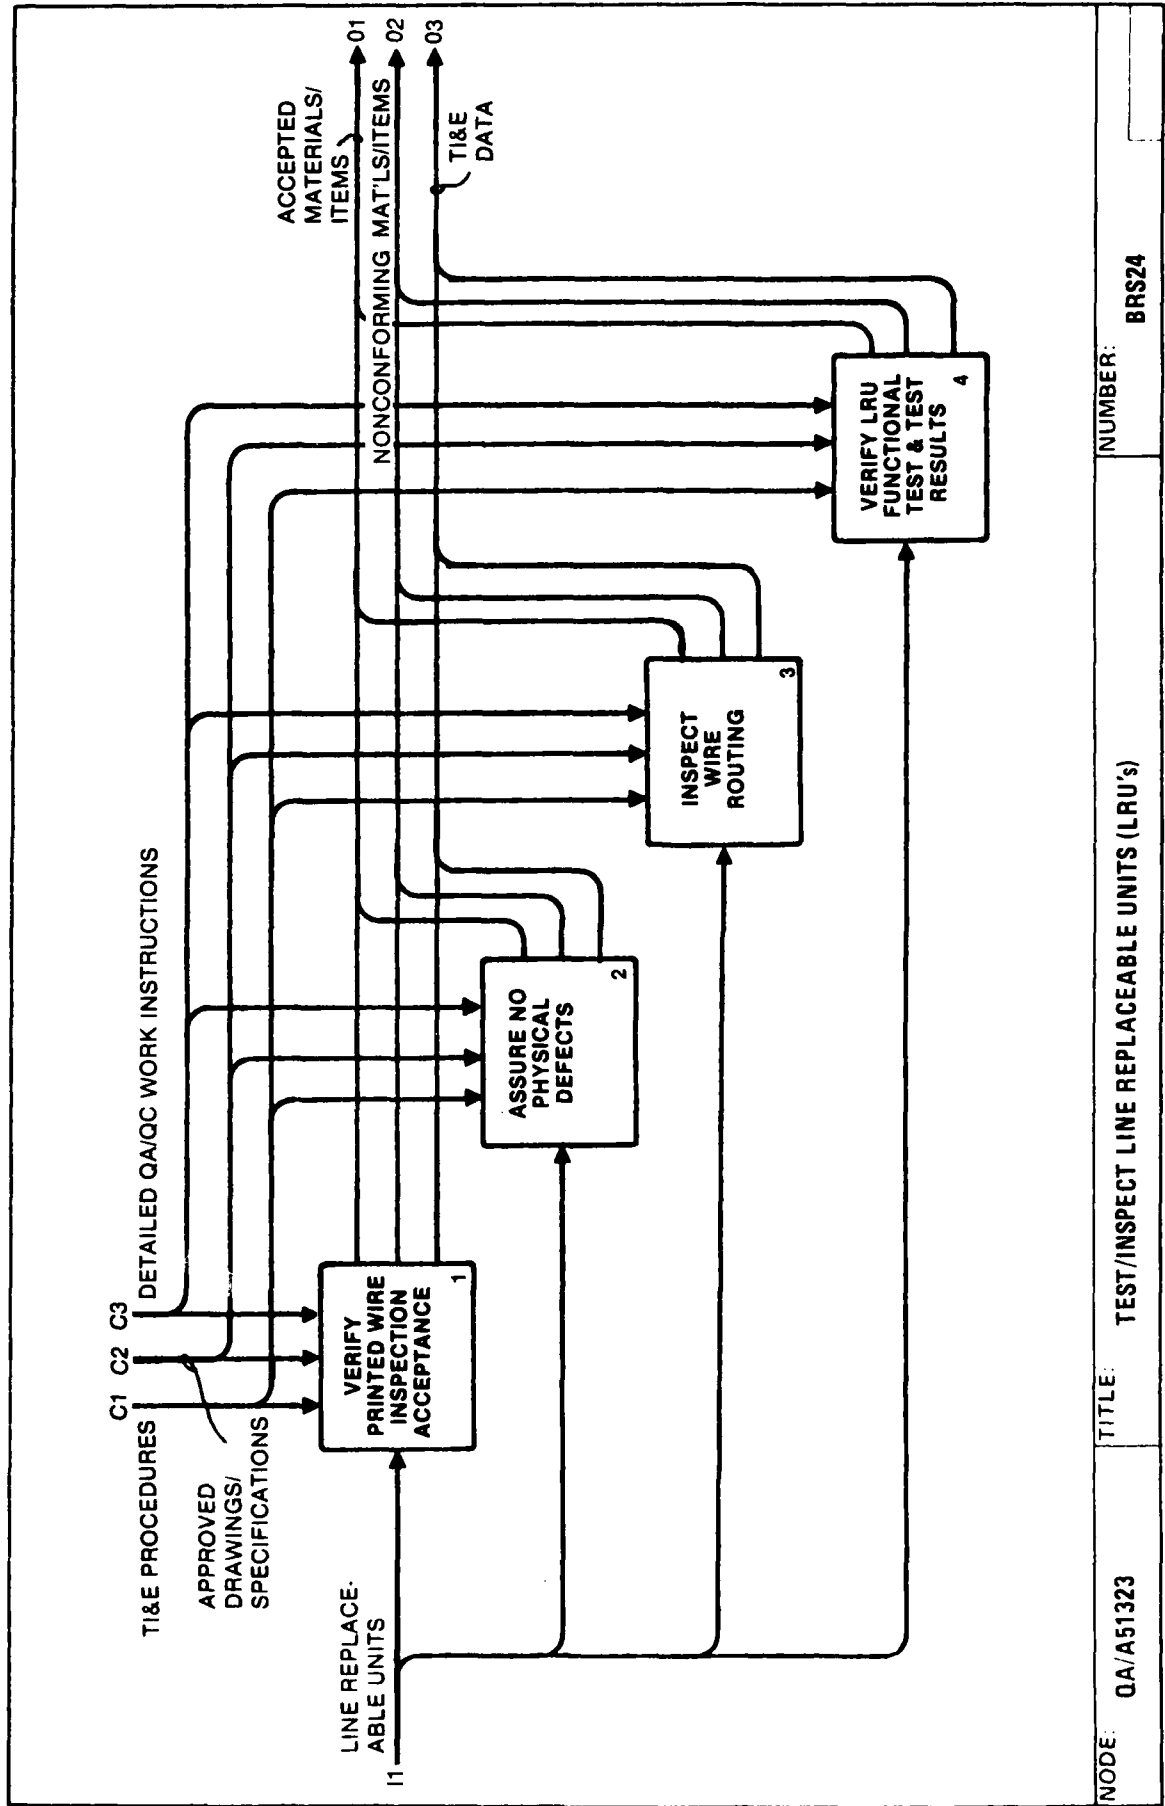 C1
C2
C3
TI&E PROCEDURES
DETAILED QA/QC WORK INSTRUCTIONS
APPROVED
DRAWINGS/
SPECIFICATIONS
LINE REPLACE-
ABLE UNITS
I1
VERIFY
PRINTED WIRE
INSPECTION
ACCEPTANCE
1
ASSURE NO
PHYSICAL
DEFECTS
2
INSPECT
WIRE
ROUTING
3
VERIFY LRU
FUNCTIONAL
TEST & TEST
RESULTS
4
ACCEPTED
MATERIALS/
ITEMS
01
NONCONFORMING MAT'LS/ITEMS
02
03
TI&E
DATA
NODE:
QA/A51323
TITLE:
TEST/INSPECT LINE REPLACEABLE UNITS (LRU's)
NUMBER:
BRS24